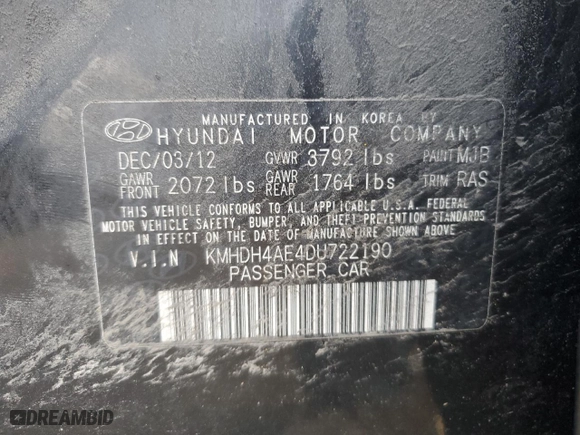 MANUFACTURED IN KOREA BY
HYUNDAI MOTOR COMPANY
DEC/03/12 GVWR 3792 lbs PAINT MJB
GAWR FRONT 2072 lbs GAWR REAR 1764 lbs TRIM RAS
THIS VEHICLE CONFORMS TO ALL APPLICABLE U.S.A. FEDERAL
MOTOR VEHICLE SAFETY, BUMPER, AND THEFT PREVENTION STANDARDS
IN EFFECT ON THE DATE OF MANUFACTURE SHOWN ABOVE
V.I.N KMHDH4AE4DU722190
PASSENGER CAR
DREAMBID